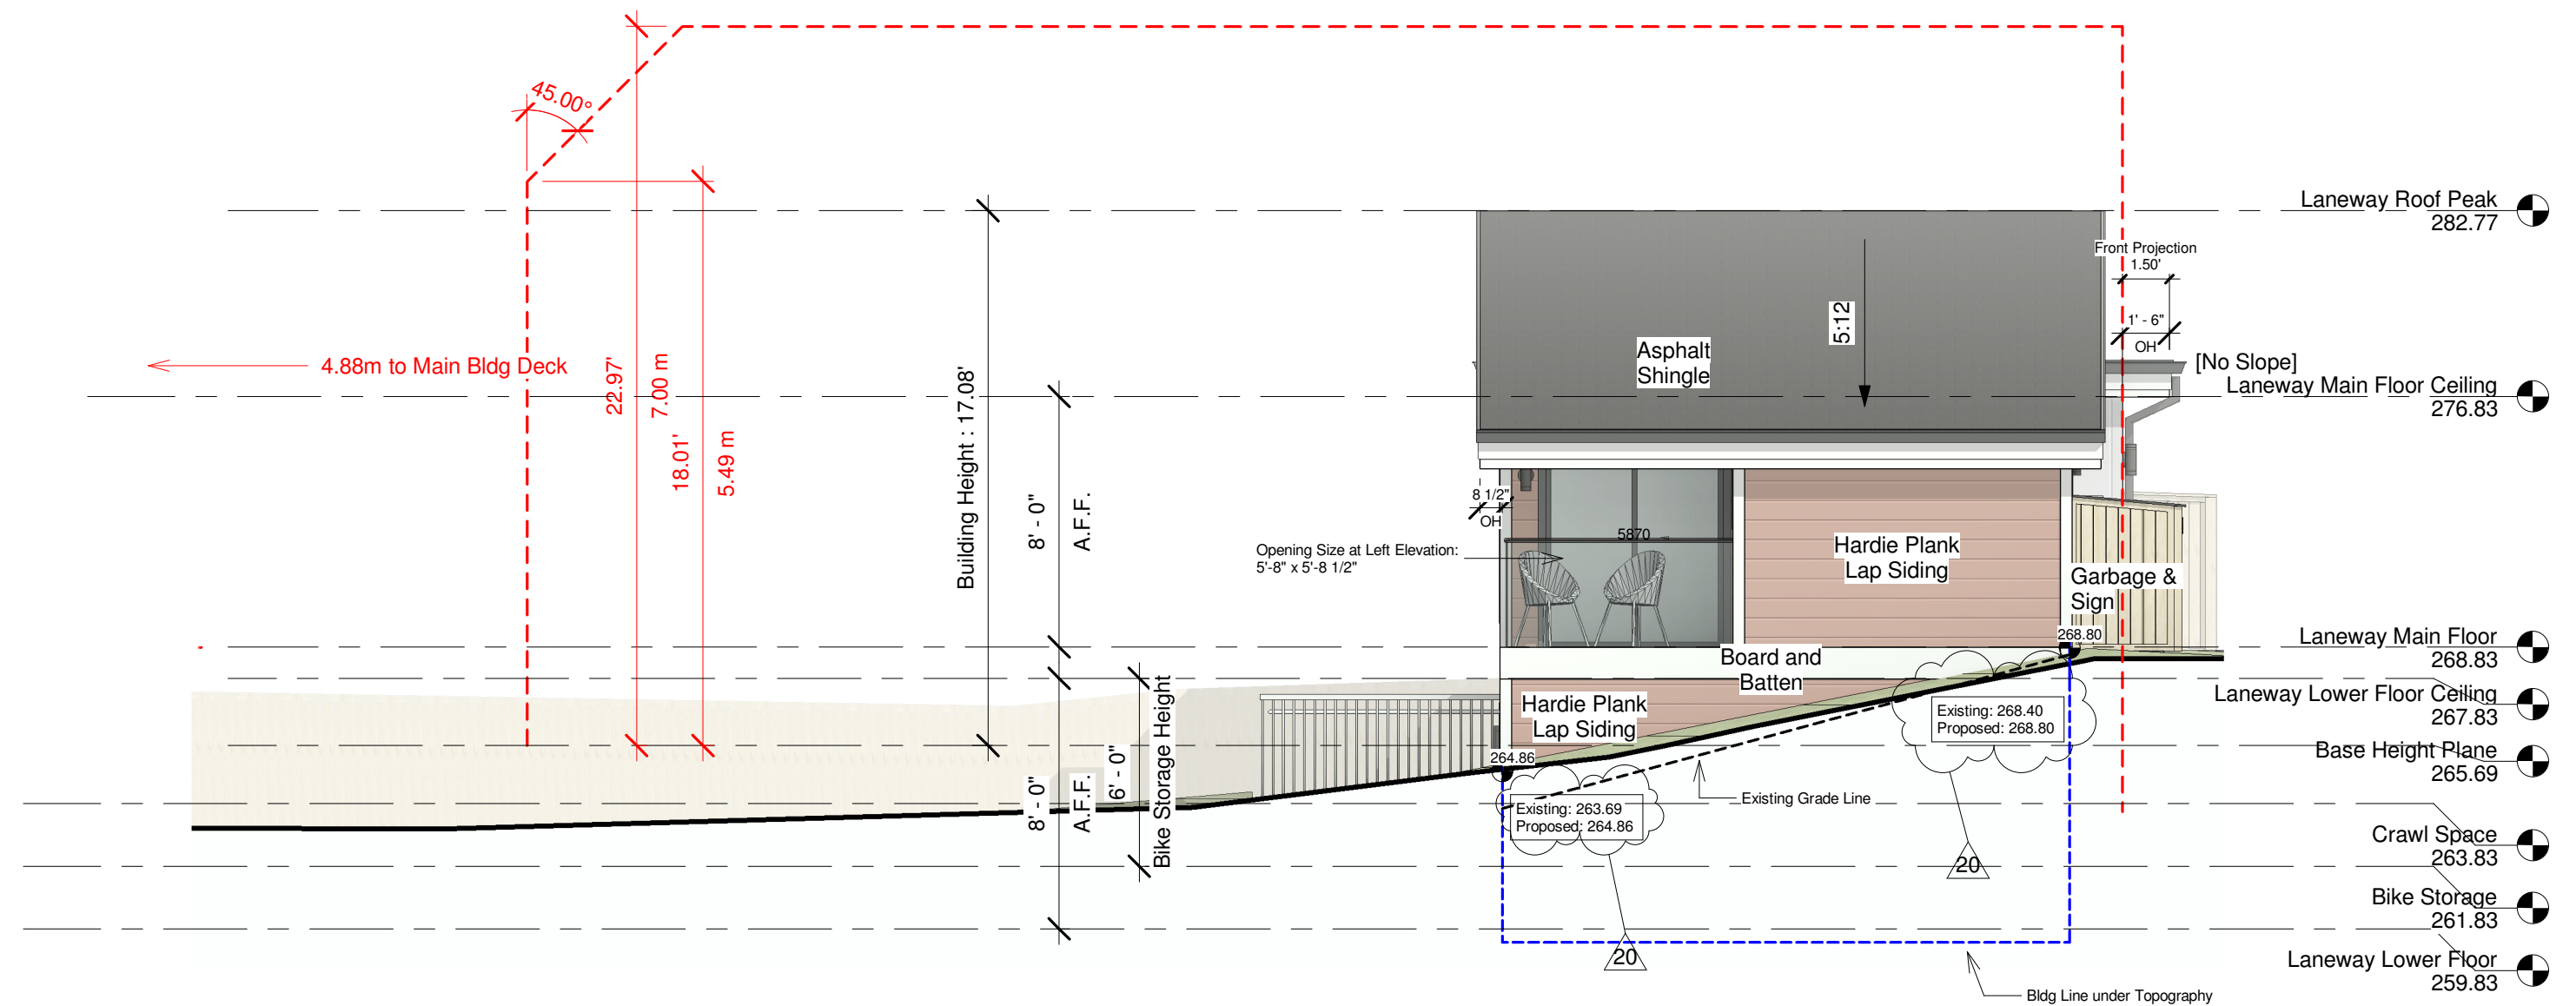 45.00°
Laneway Roof Peak
282.77
Front Projection
1.50'
1' - 6"
OH
[No Slope]
4.88m to Main Bldg Deck
22.97'
7.00 m
18.01'
5.49 m
Building Height : 17.08'
8' - 0"
A.F.F.
Asphalt
Shingle
5:12
Laneway Main Floor Ceiling
276.83
8 1/2"
OH
5870
Opening Size at Left Elevation:
5'-8" x 5'-8 1/2"
Hardie Plank
Lap Siding
Garbage &
Sign
268.80
Laneway Main Floor
268.83
Board and
Batten
Laneway Lower Floor Ceiling
267.83
Hardie Plank
Lap Siding
Existing: 268.40
Proposed: 268.80
Base Height Plane
265.69
264.86
8' - 0"
A.F.F.
6' - 0"
Bike Storage Height
Existing: 263.69
Proposed: 264.86
Existing Grade Line
Crawl Space
263.83
20
Bike Storage
261.83
20
Laneway Lower Floor
259.83
Bldg Line under Topography